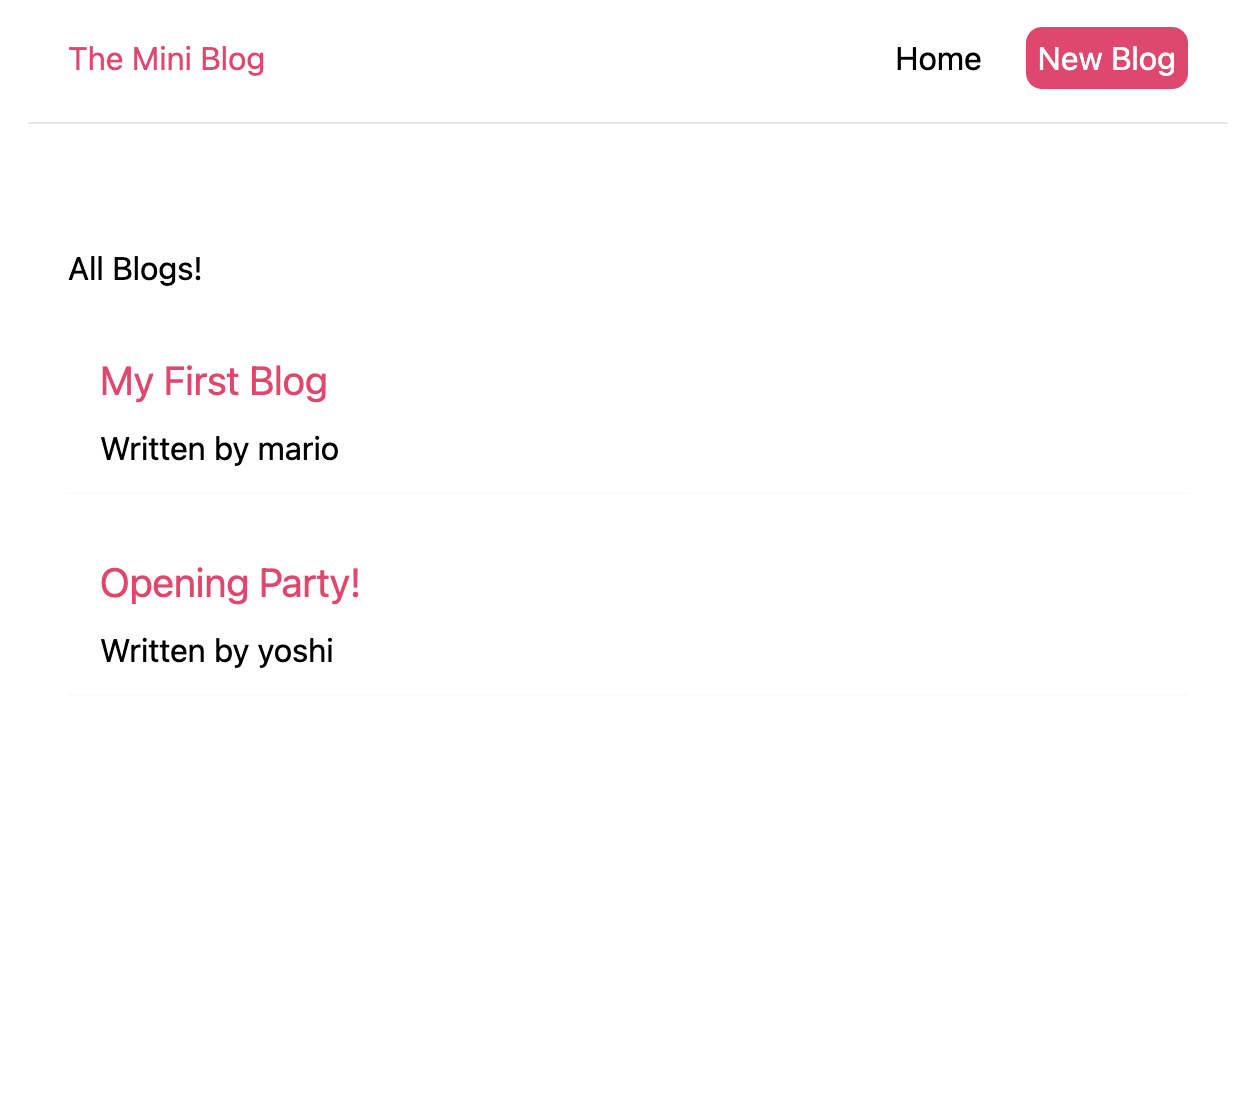 The Mini Blog
Home
New Blog
All Blogs!
My First Blog
Written by mario
Opening Party!
Written by yoshi